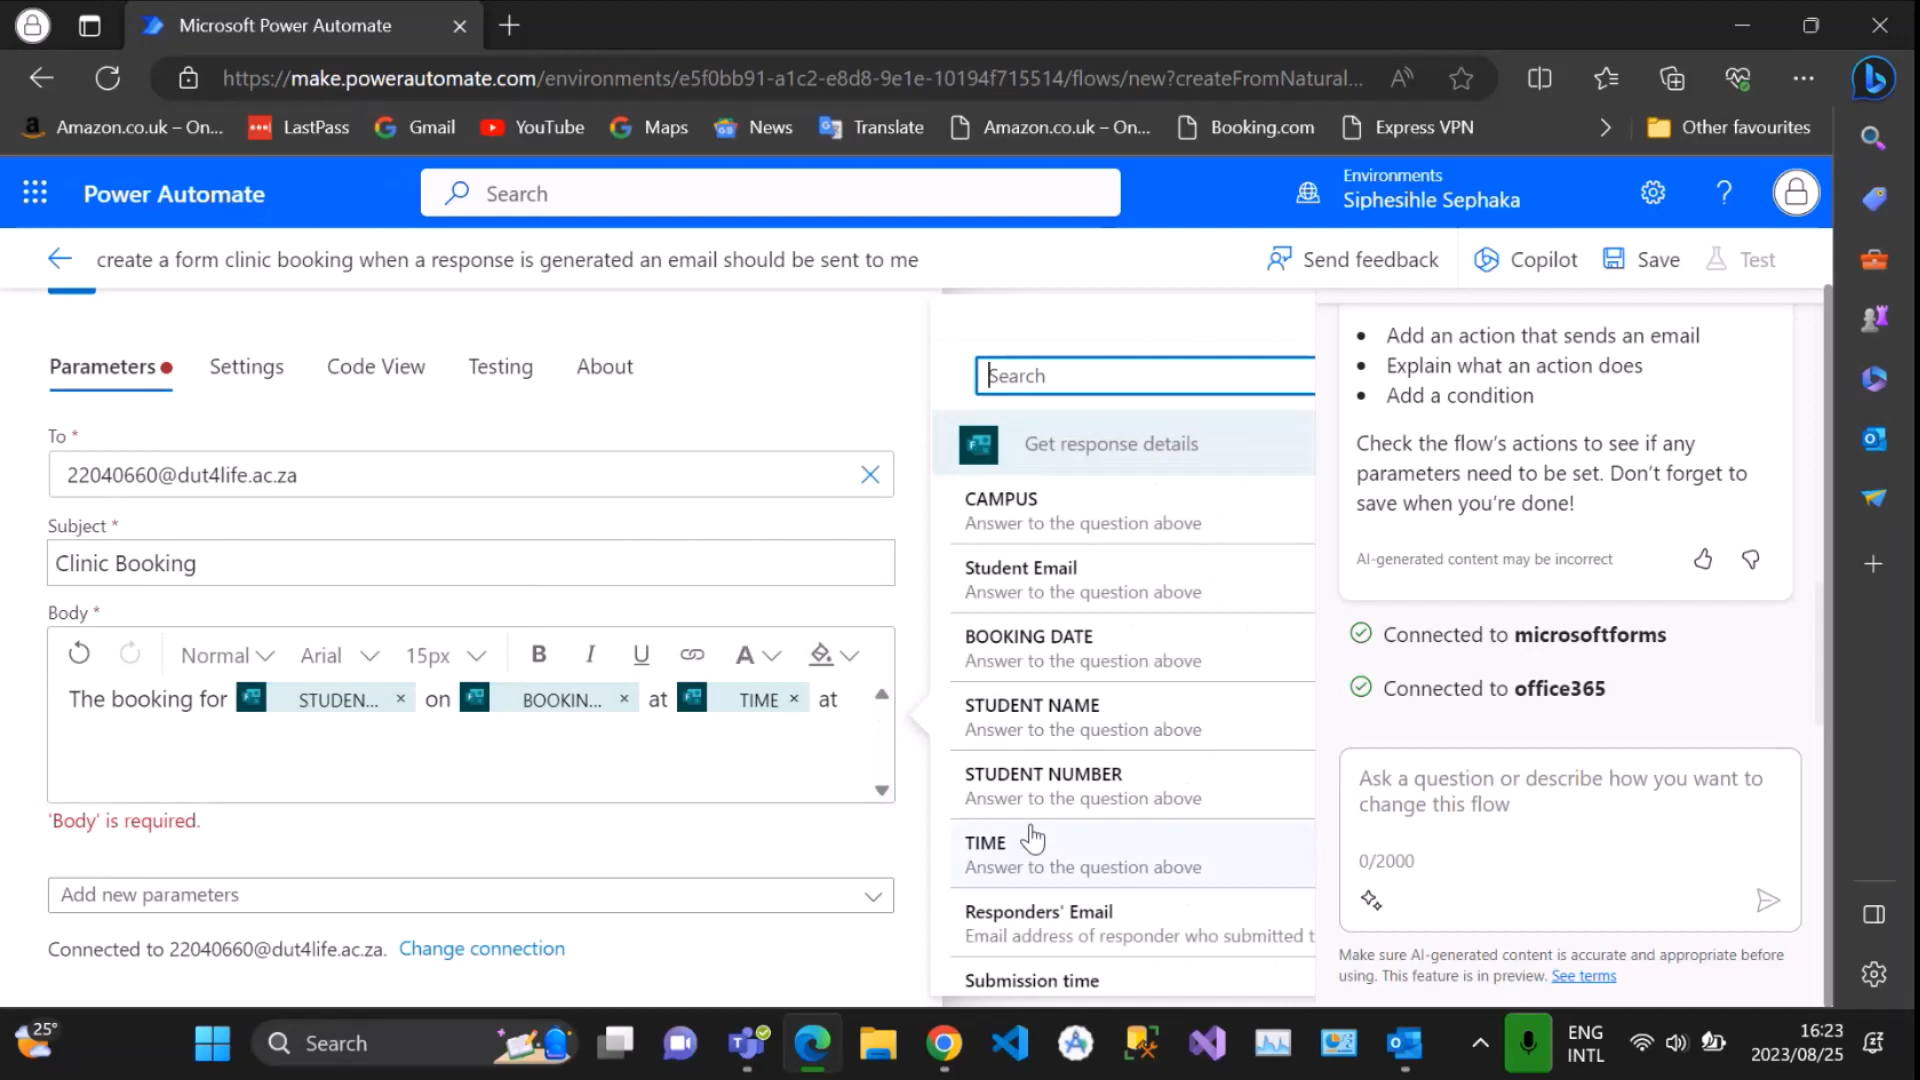 Microsoft Power Automate
https://make.powerautomate.com/environments/e5f0bb91-a1c2-e8d8-9e1e-10194f715514/flows/new?createFromNatural...
Amazon.co.uk – On...
LastPass
Gmail
YouTube
Maps
News
Translate
Amazon.co.uk – On...
Booking.com
Express VPN
Other favourites
Power Automate
Search
Environments
Siphesihle Sephaka
create a form clinic booking when a response is generated an email should be sent to me
Send feedback
Copilot
Save
Test
Parameters
Settings
Code View
Testing
About
To *
22040660@dut4life.ac.za
Subject *
Clinic Booking
Body *
Normal
Arial
15px
B I U A
The booking for STUDEN... × on BOOKIN... × at TIME × at
'Body' is required.
Add new parameters
Connected to 22040660@dut4life.ac.za. Change connection
Search
Get response details
CAMPUS
Answer to the question above
Student Email
Answer to the question above
BOOKING DATE
Answer to the question above
STUDENT NAME
Answer to the question above
STUDENT NUMBER
Answer to the question above
TIME
Answer to the question above
Responders' Email
Email address of responder who submitted t
Submission time
• Add an action that sends an email
• Explain what an action does
• Add a condition
Check the flow's actions to see if any
parameters need to be set. Don't forget to
save when you're done!
AI-generated content may be incorrect
Connected to microsoftforms
Connected to office365
Ask a question or describe how you want to
change this flow
0/2000
Make sure AI-generated content is accurate and appropriate before
using. This feature is in preview. See terms
25°
Search
ENG
INTL
16:23
2023/08/25